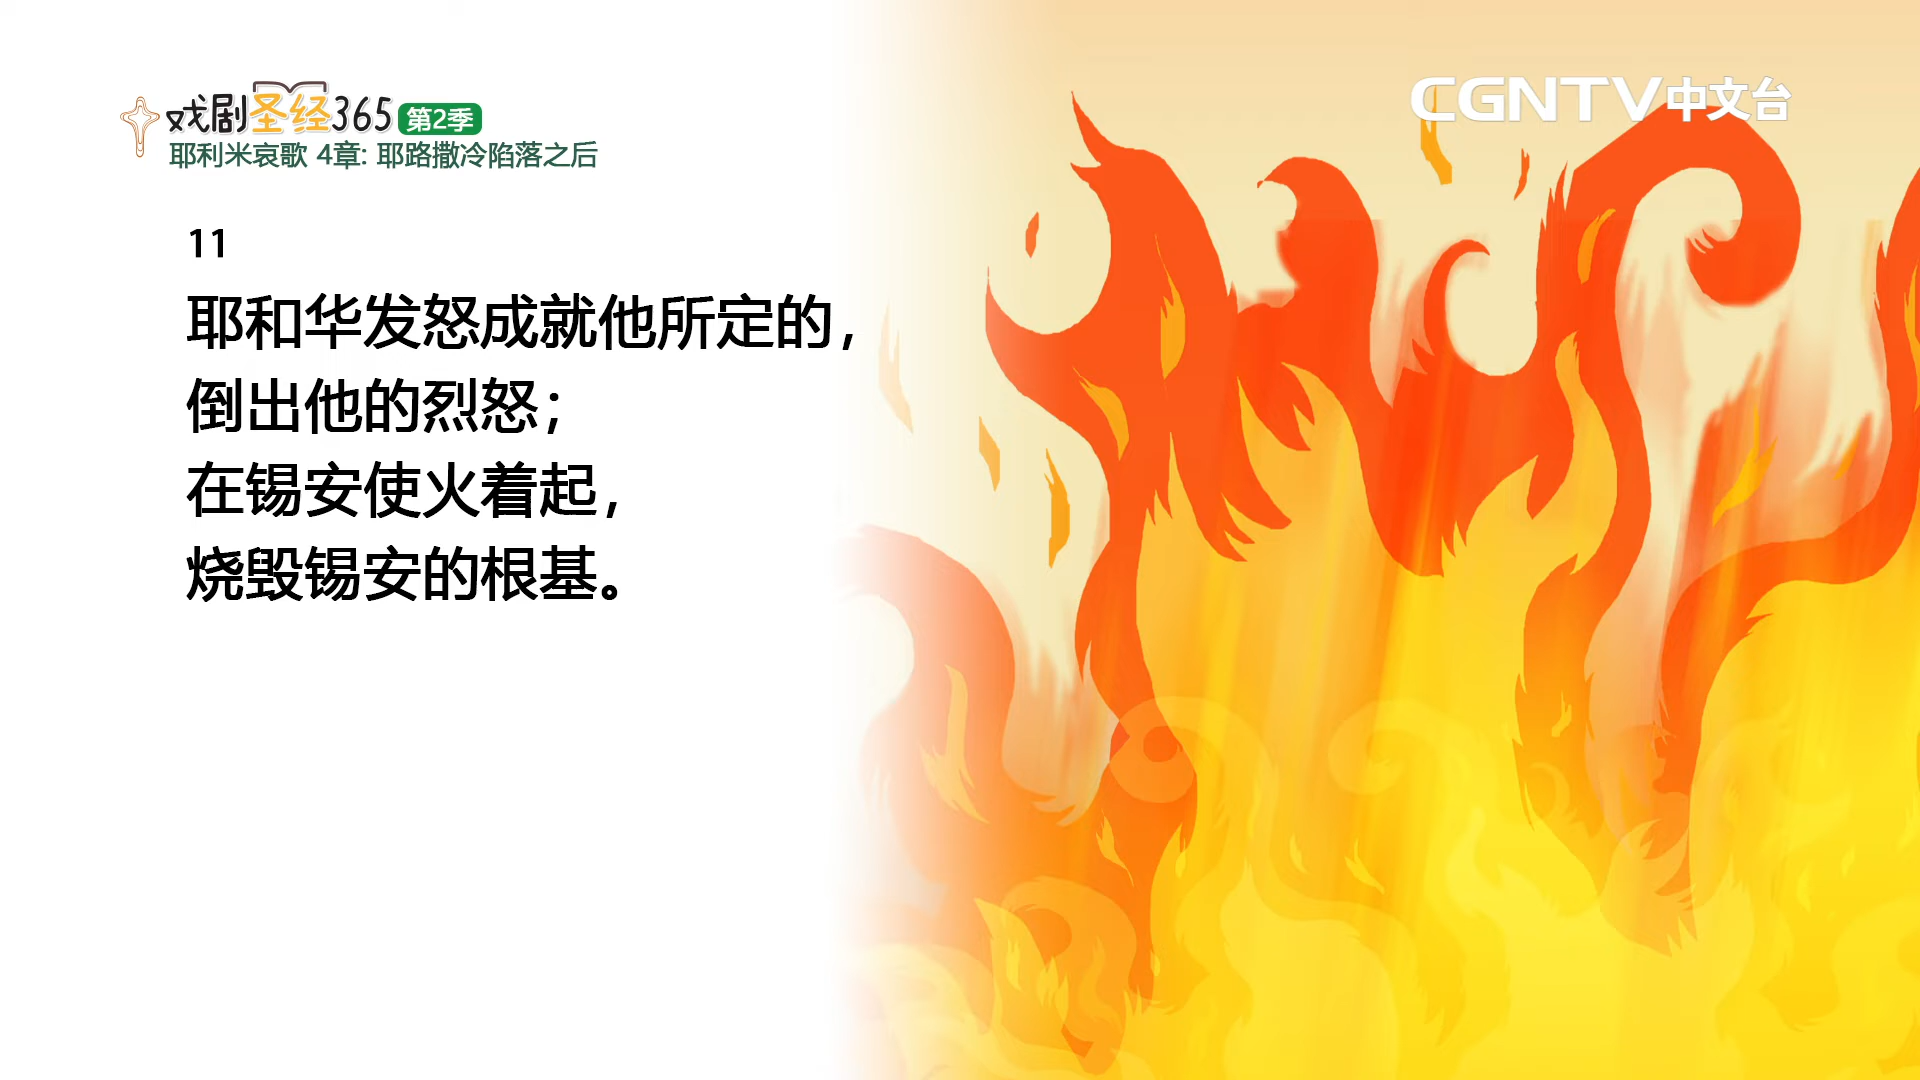 戏剧圣经365 第2季
耶利米哀歌 4章: 耶路撒冷陷落之后
CGNTV中文台
11
耶和华发怒成就他所定的，
倒出他的烈怒；
在锡安使火着起，
烧毁锡安的根基。